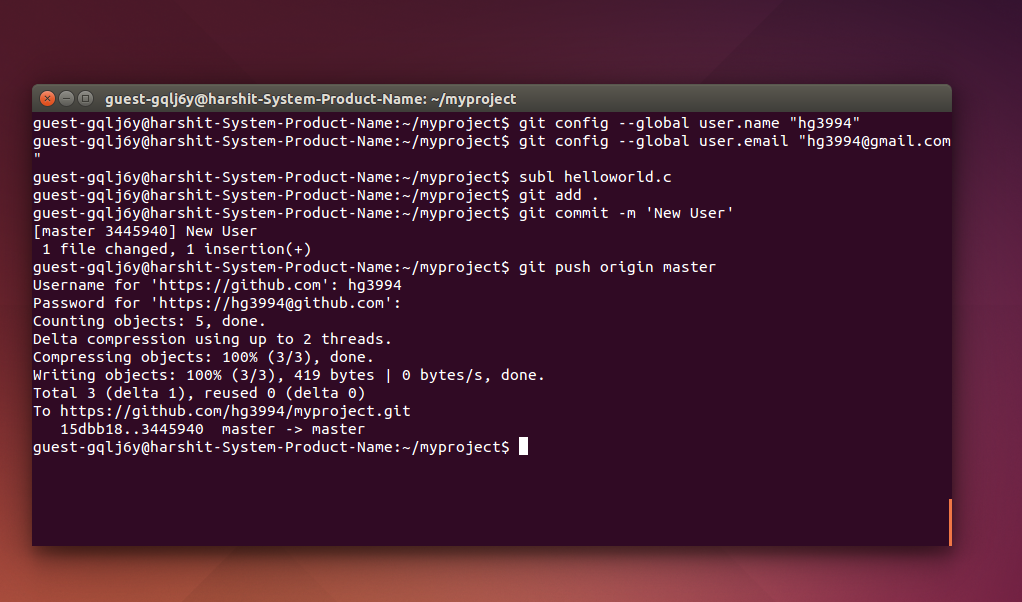 guest-gqlj6y@harshit-System-Product-Name: ~/myproject
guest-gqlj6y@harshit-System-Product-Name:~/myproject$ git config --global user.name "hg3994"
guest-gqlj6y@harshit-System-Product-Name:~/myproject$ git config --global user.email "hg3994@gmail.com
"
guest-gqlj6y@harshit-System-Product-Name:~/myproject$ subl helloworld.c
guest-gqlj6y@harshit-System-Product-Name:~/myproject$ git add .
guest-gqlj6y@harshit-System-Product-Name:~/myproject$ git commit -m 'New User'
[master 3445940] New User
 1 file changed, 1 insertion(+)
guest-gqlj6y@harshit-System-Product-Name:~/myproject$ git push origin master
Username for 'https://github.com': hg3994
Password for 'https://hg3994@github.com':
Counting objects: 5, done.
Delta compression using up to 2 threads.
Compressing objects: 100% (3/3), done.
Writing objects: 100% (3/3), 419 bytes | 0 bytes/s, done.
Total 3 (delta 1), reused 0 (delta 0)
To https://github.com/hg3994/myproject.git
   15dbb18..3445940  master -> master
guest-gqlj6y@harshit-System-Product-Name:~/myproject$